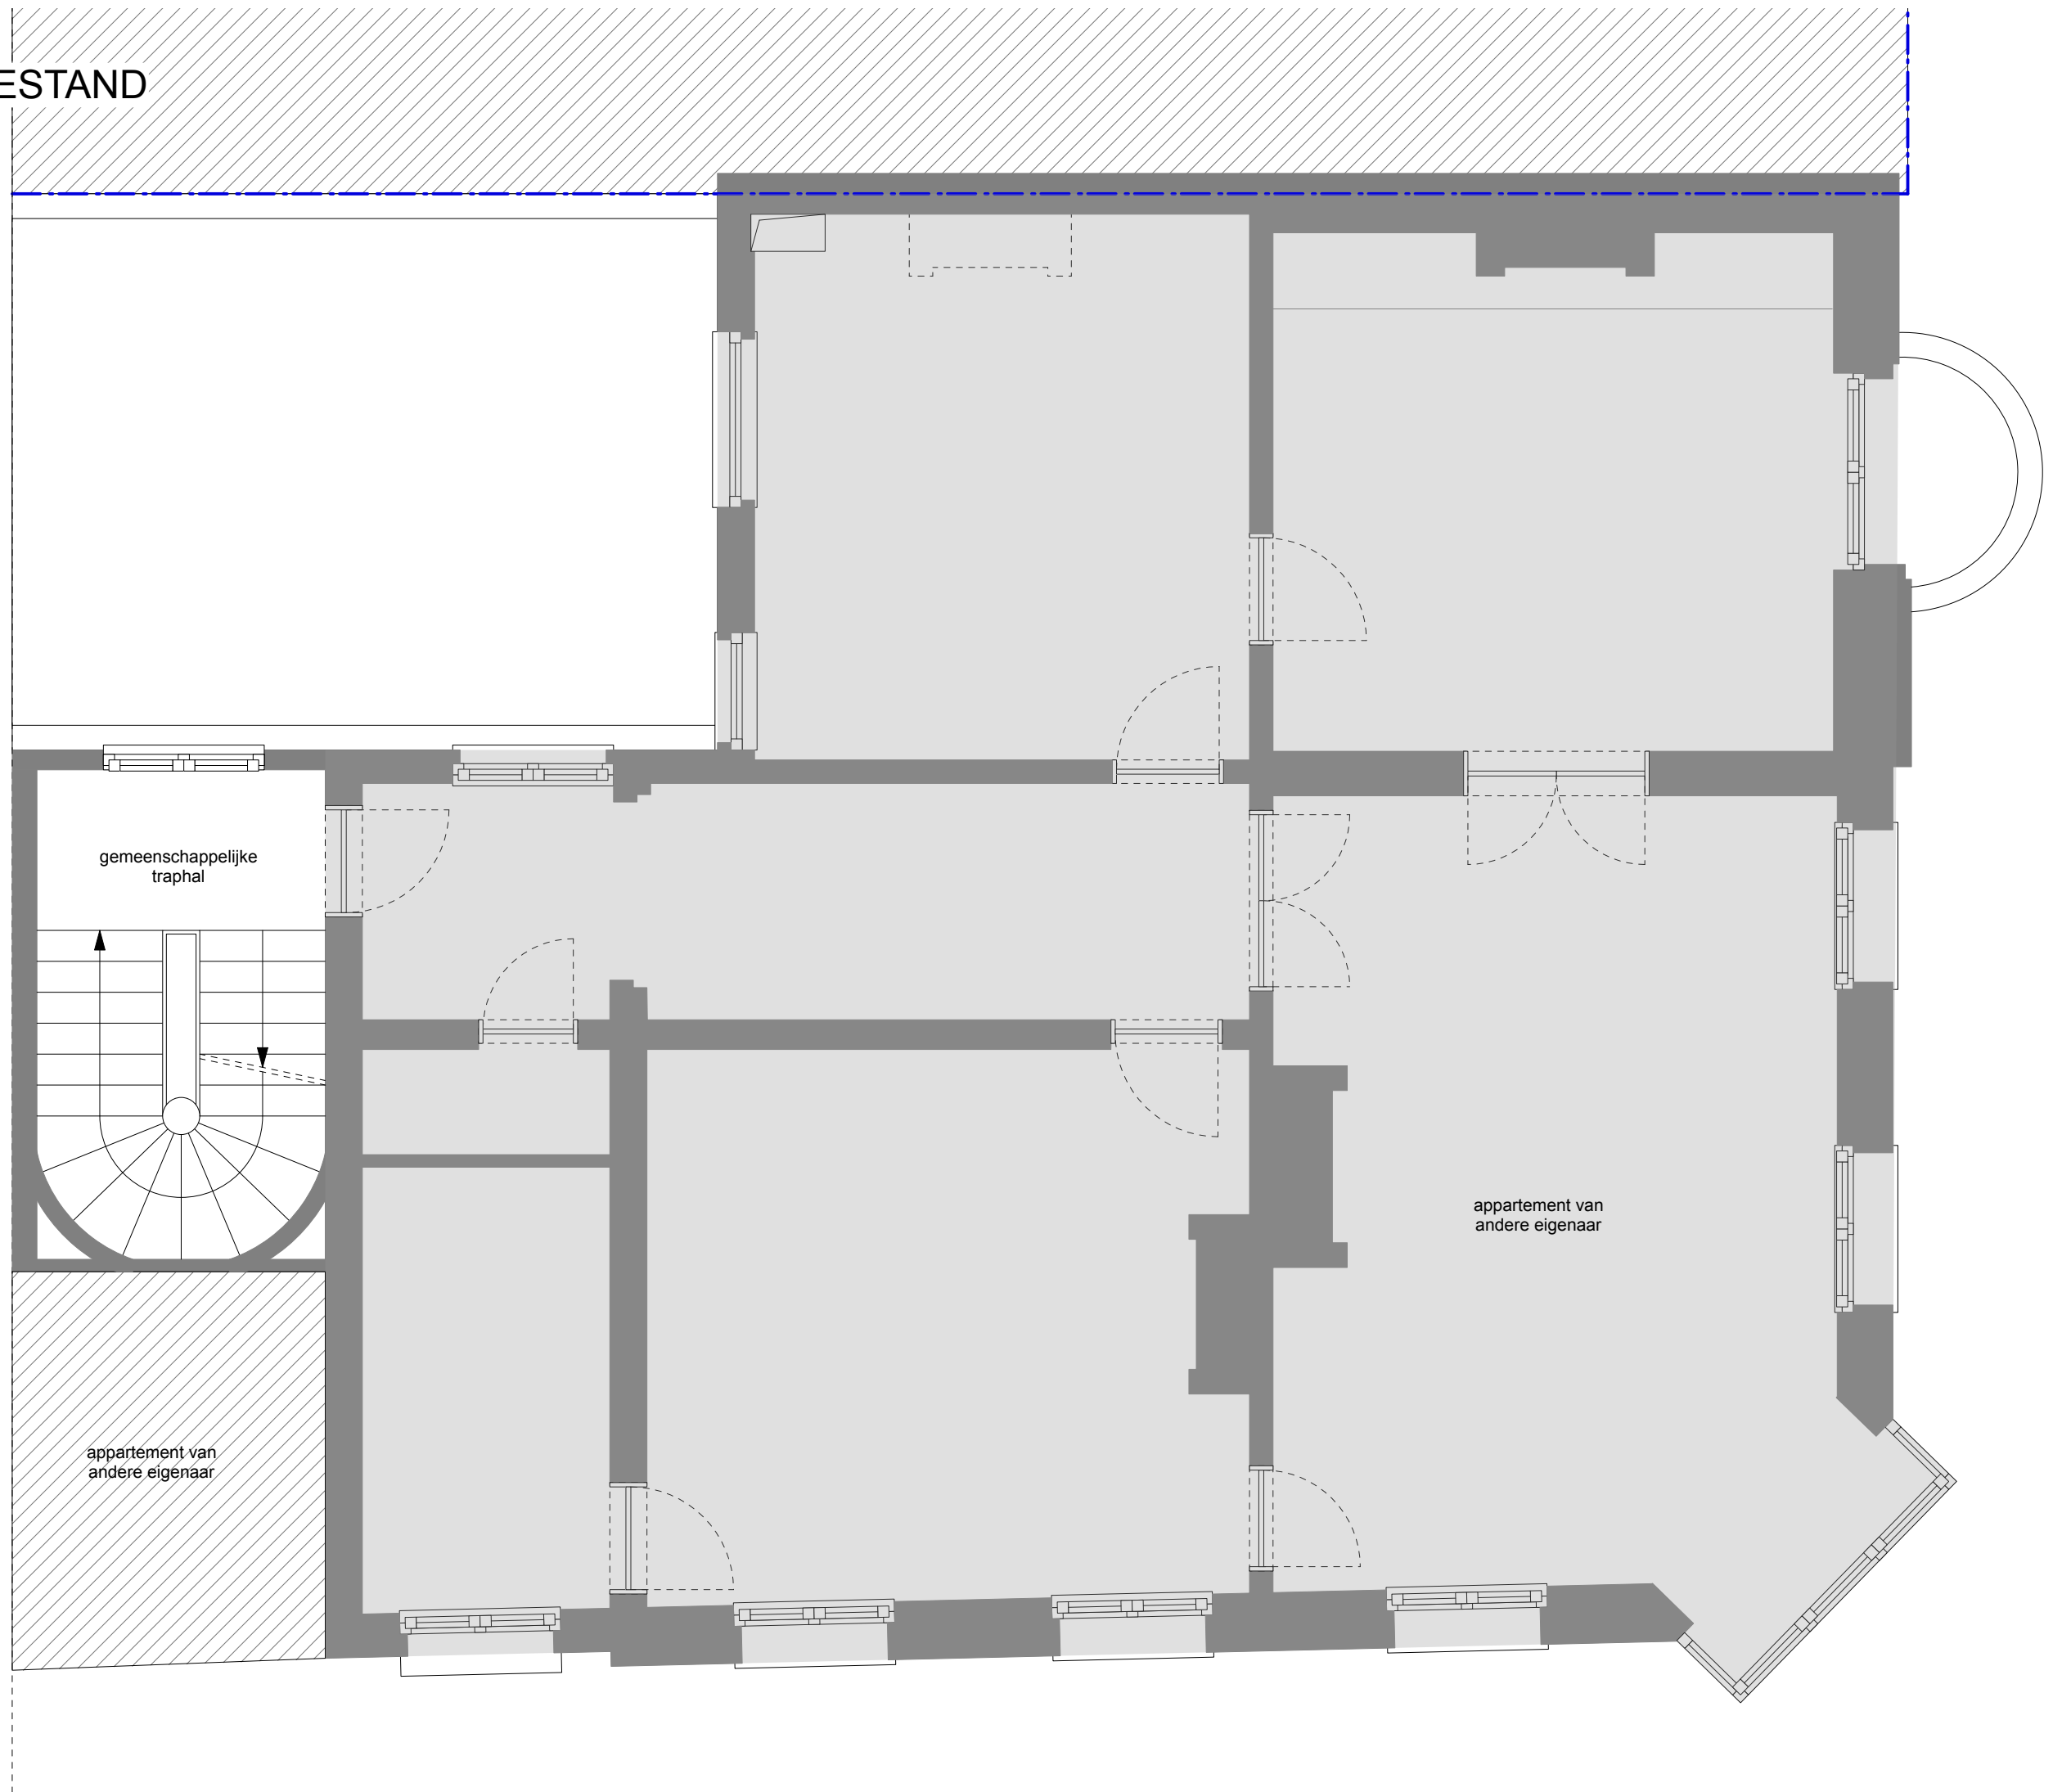 ESTAND
gemeenschappelijke
traphal
appartement van
andere eigenaar
appartement van
andere eigenaar